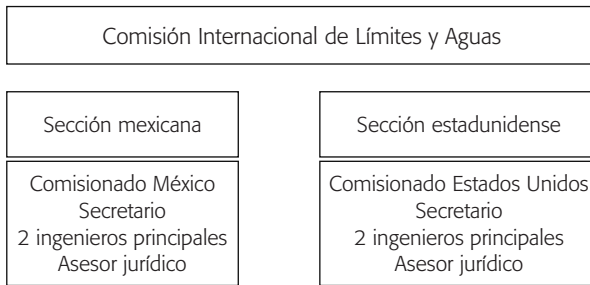 Comisión Internacional de Límites y Aguas
Sección mexicana
Comisionado México
Secretario
2 ingenieros principales
Asesor jurídico
Sección estadunidense
Comisionado Estados Unidos
Secretario
2 ingenieros principales
Asesor jurídico